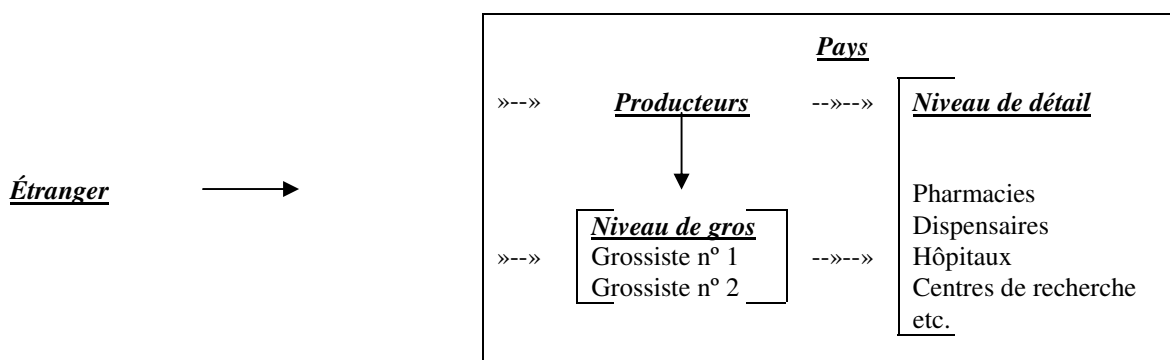 Pays
»--» Producteurs --»--» Niveau de détail
Étranger
Pharmacies
Niveau de gros
Dispensaires
»--» Grossiste nº 1 --»--» Hôpitaux
Grossiste nº 2
Centres de recherche
etc.